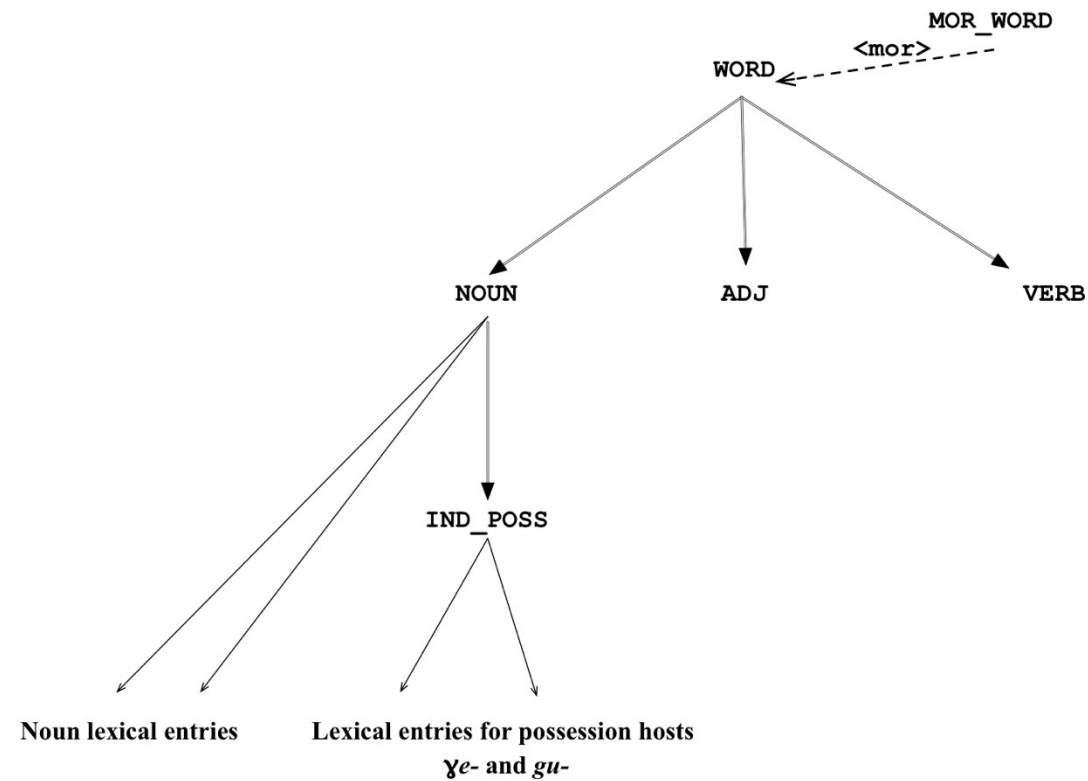 MOR_WORD
<mor>
WORD
NOUN ADJ VERB
IND_POSS
Noun lexical entries Lexical entries for possession hosts
ɣe- and gu-